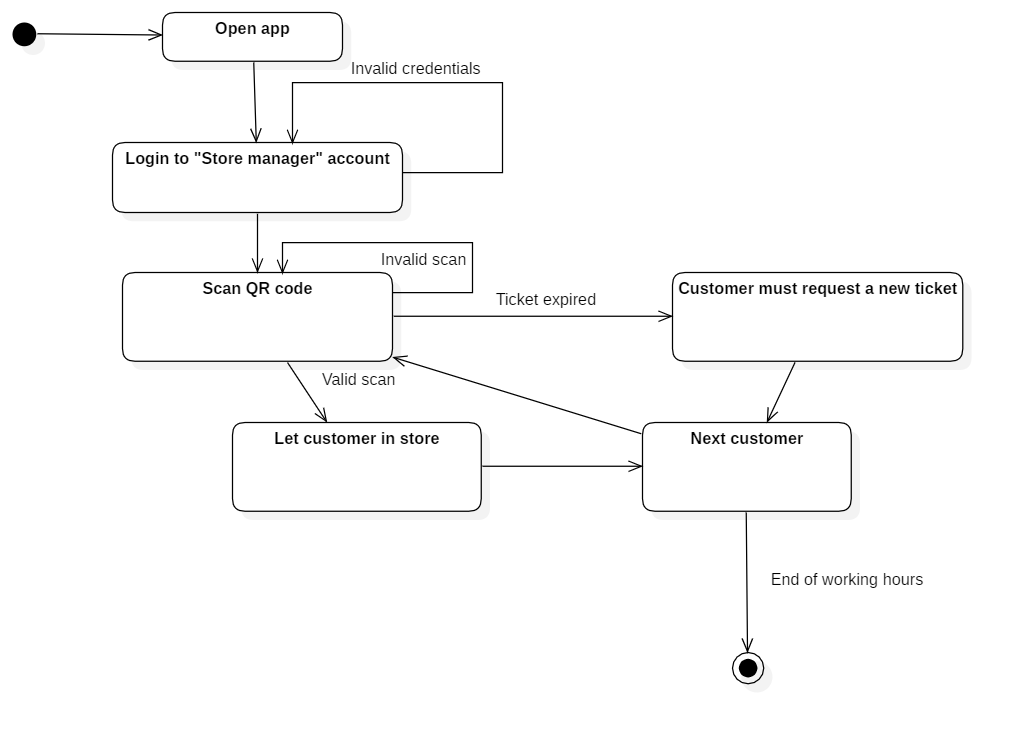 Open app
Invalid credentials
Login to "Store manager" account
Invalid scan
Scan QR code
Customer must request a new ticket
Ticket expired
Valid scan
Let customer in store
Next customer
End of working hours